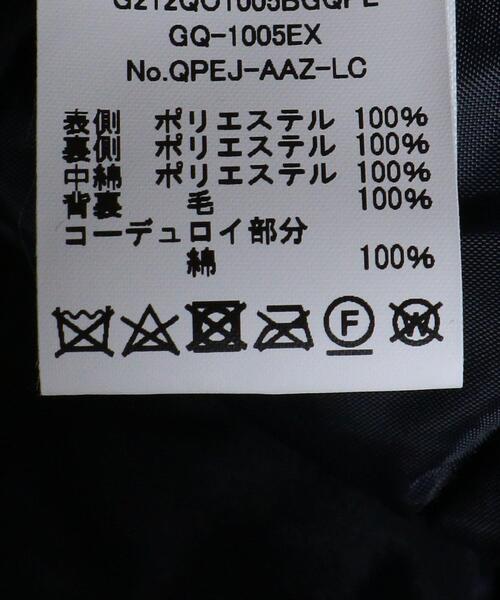 GQ-1005EX
No.QPEJ-AAZ-LC
表側 ポリエステル 100%
裏側 ポリエステル 100%
中綿 ポリエステル 100%
背裏 毛 100%
コーデュロイ部分
綿 100%
F W